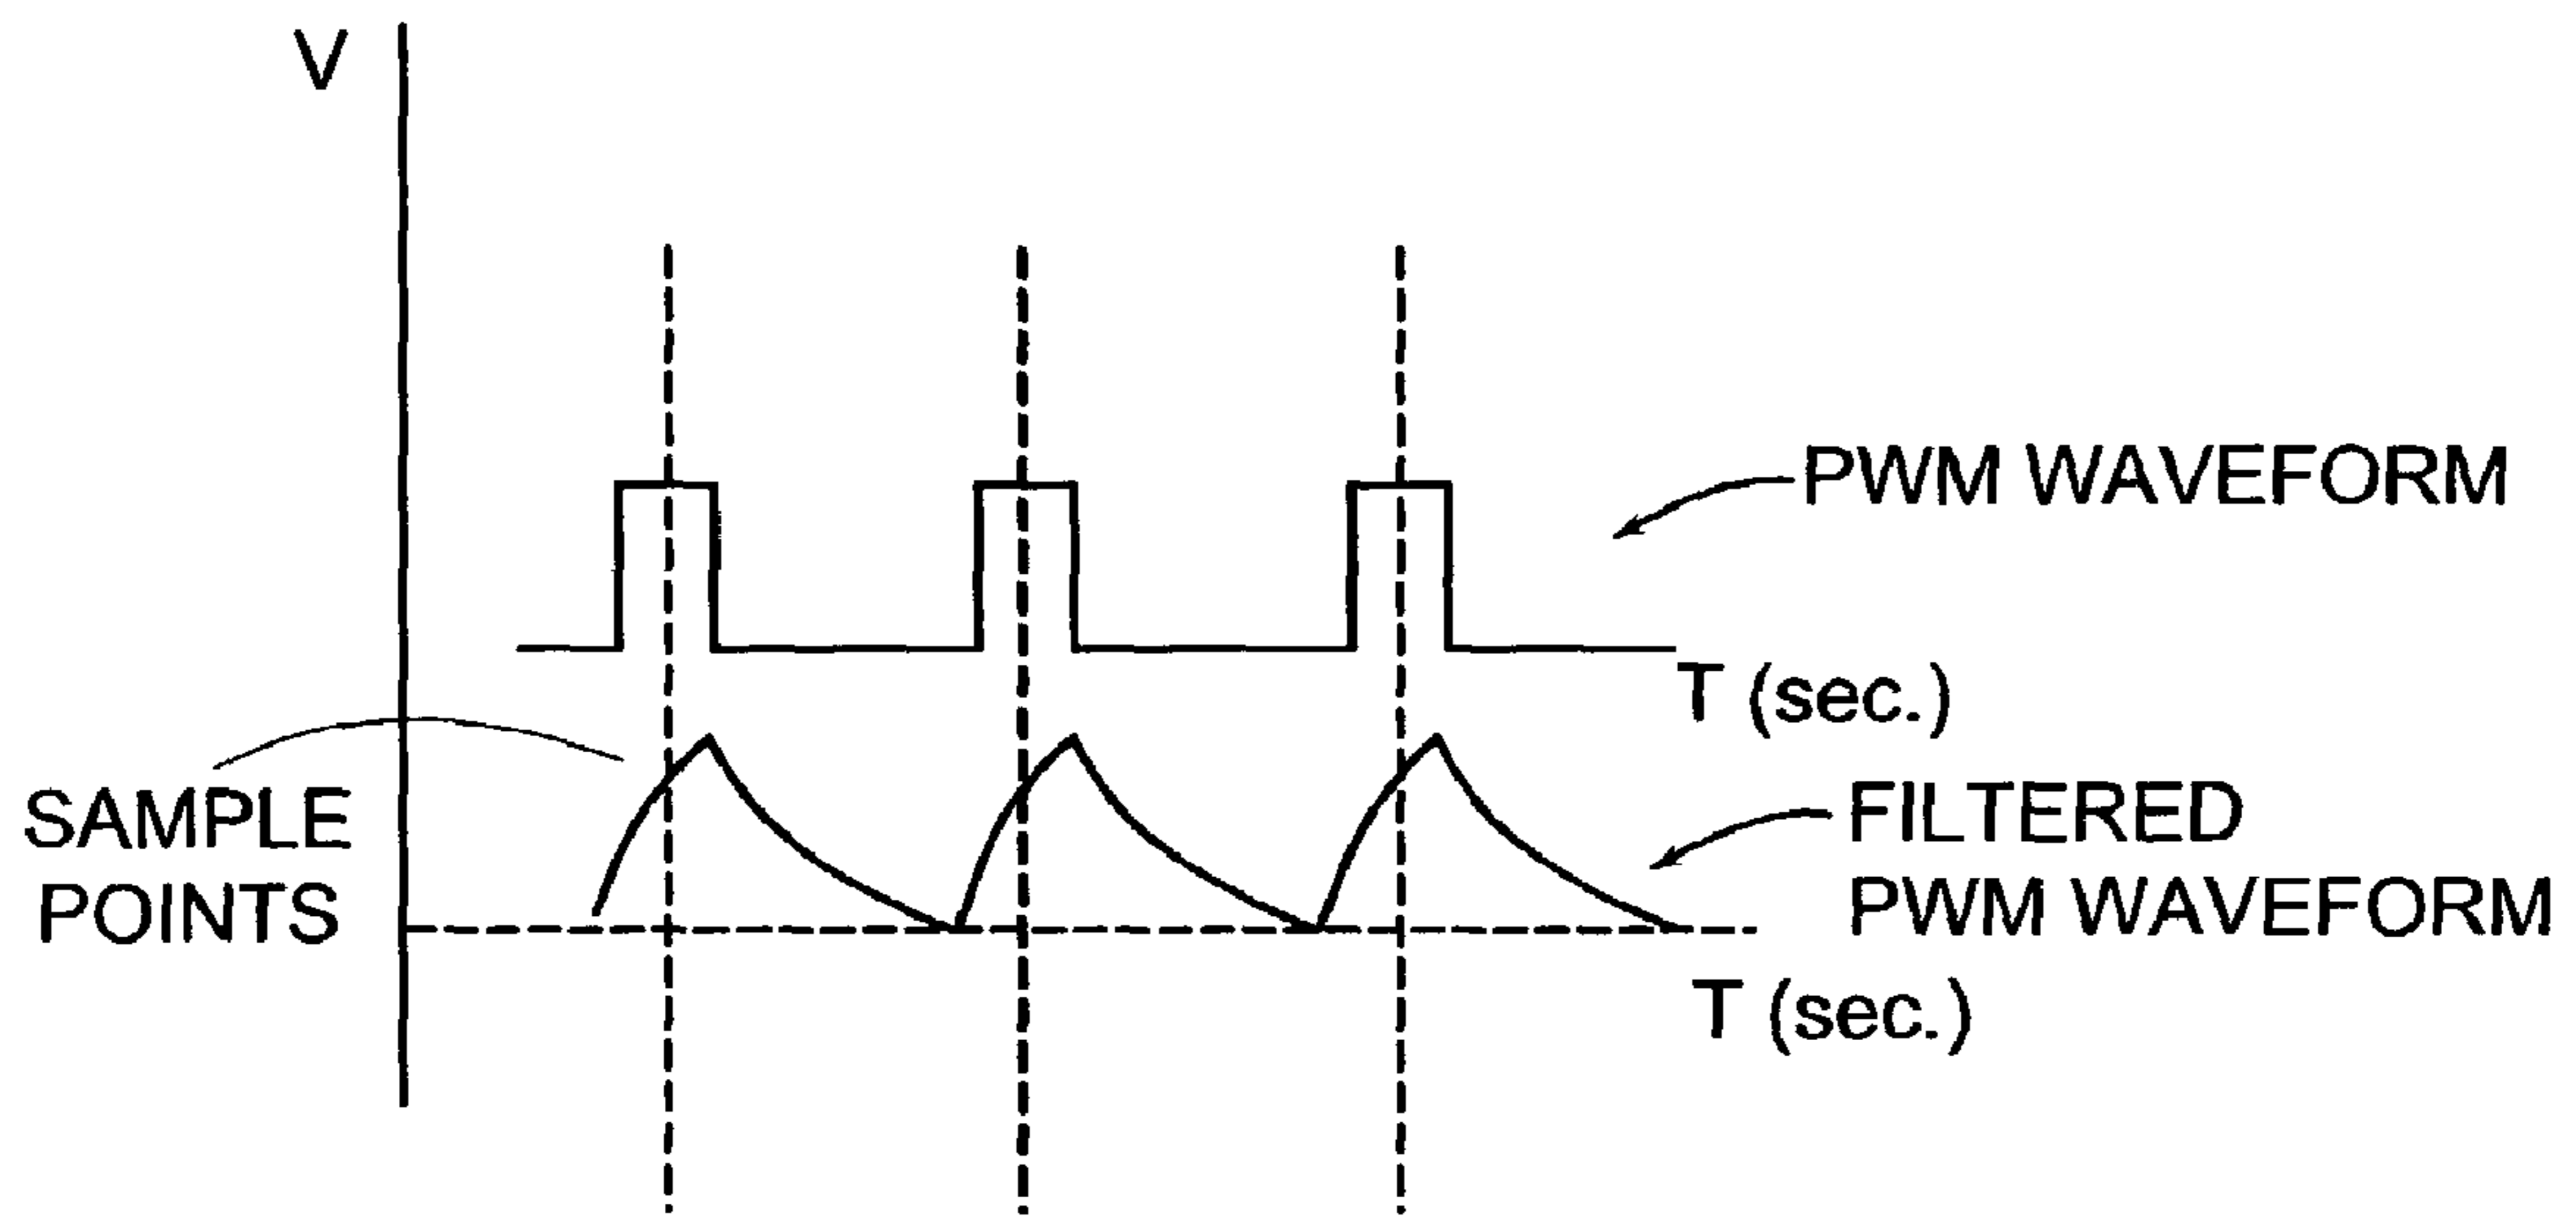 V
PWM WAVEFORM
T (sec.)
SAMPLE
POINTS
FILTERED
PWM WAVEFORM
T (sec.)